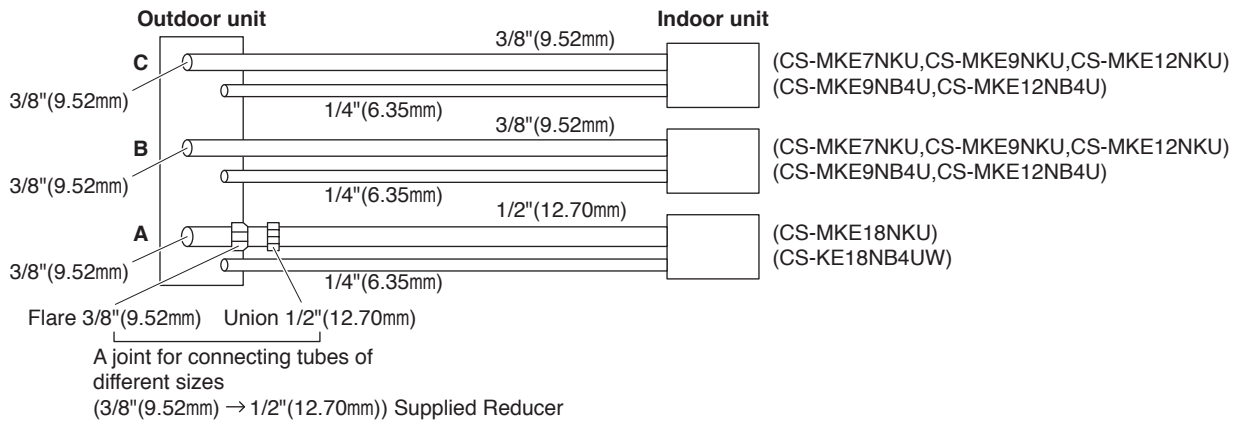 Outdoor unit
Indoor unit
C
3/8"(9.52mm)
3/8"(9.52mm)
1/4"(6.35mm)
(CS-MKE7NKU,CS-MKE9NKU,CS-MKE12NKU)
(CS-MKE9NB4U,CS-MKE12NB4U)
B
3/8"(9.52mm)
3/8"(9.52mm)
1/4"(6.35mm)
(CS-MKE7NKU,CS-MKE9NKU,CS-MKE12NKU)
(CS-MKE9NB4U,CS-MKE12NB4U)
A
1/2"(12.70mm)
3/8"(9.52mm)
1/4"(6.35mm)
(CS-MKE18NKU)
(CS-KE18NB4UW)
Flare 3/8"(9.52mm)
Union 1/2"(12.70mm)
A joint for connecting tubes of
different sizes
(3/8"(9.52mm) → 1/2"(12.70mm)) Supplied Reducer